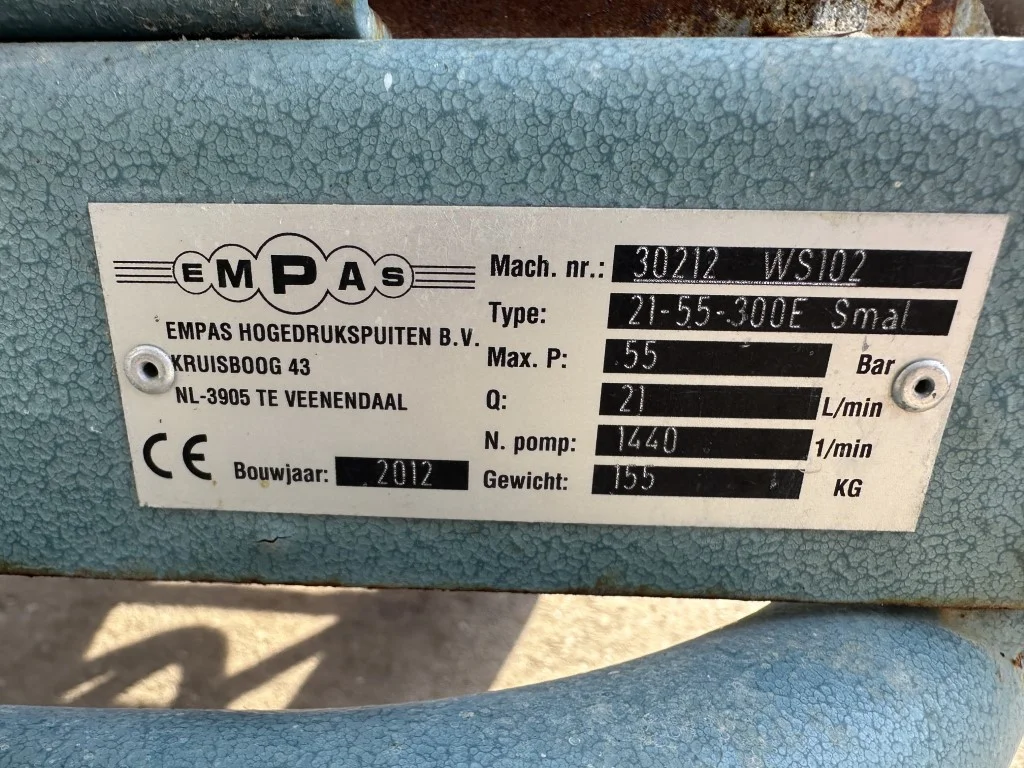 EMPAS
EMPAS HOGEDRUKSPUITEN B.V.
KRUISBOOG 43
NL-3905 TE VEENENDAAL
CE
Bouwjaar: 2012
Mach. nr.: 30212 WS102
Type: 21-55-300E Smal
Max. P: 55 Bar
Q: 21 L/min
N. pomp: 1440 1/min
Gewicht: 155 KG